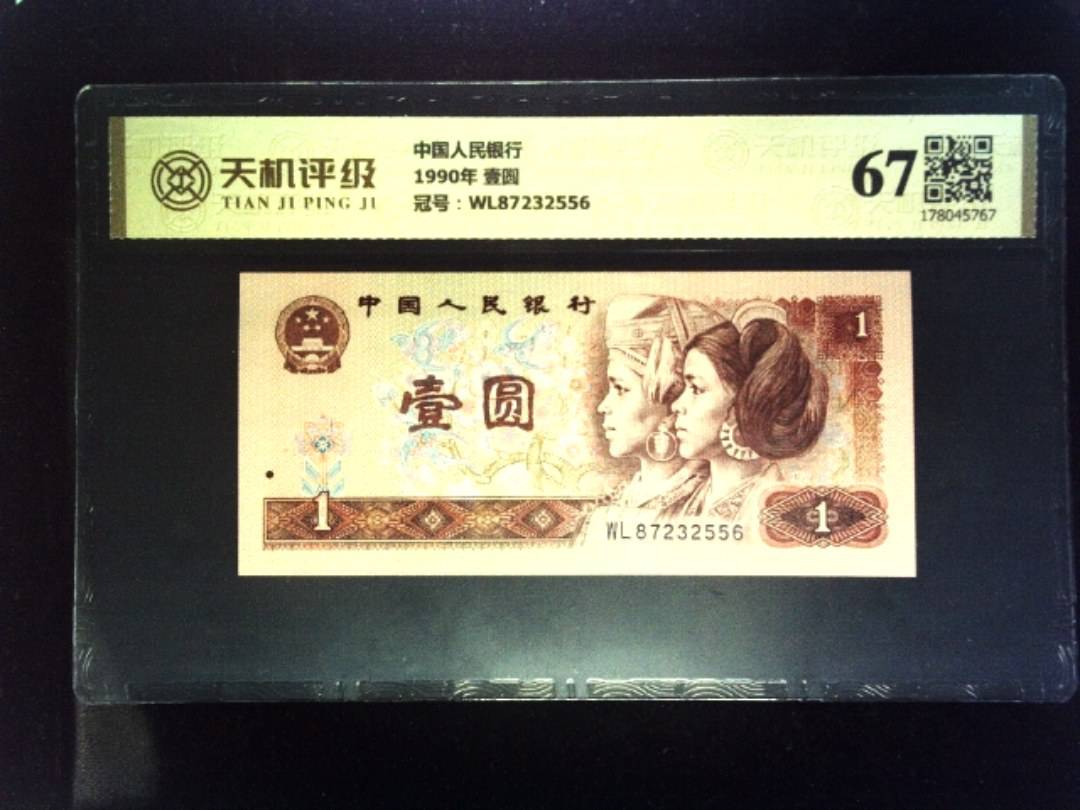 天机评级
TIAN JI PING JI
中国人民银行
1990年 壹圆
冠号：WL87232556
67
178045767
中国人民银行
1
壹圆
1
WL87232556
1